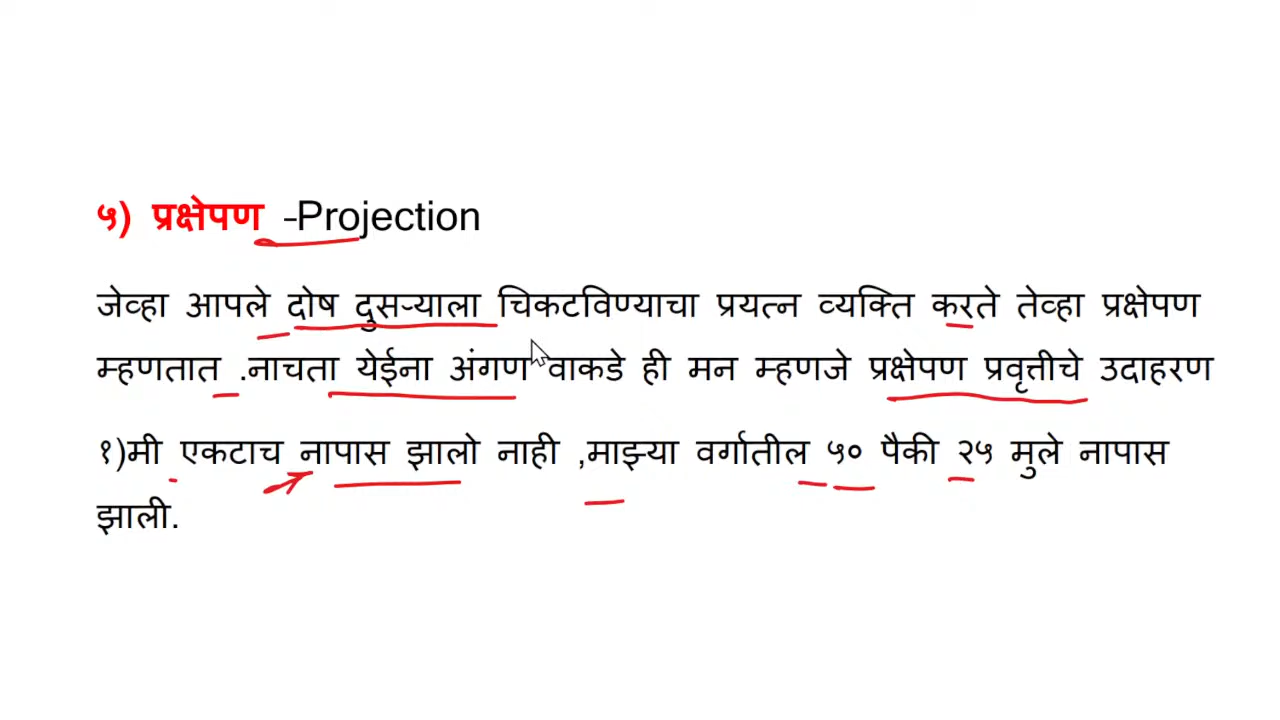 ५) प्रक्षेपण –Projection
जेव्हा आपले दोष दुसऱ्याला चिकटविण्याचा प्रयत्न व्यक्ति करते तेव्हा प्रक्षेपण
म्हणतात .नाचता येईना अंगण वाकडे ही मन म्हणजे प्रक्षेपण प्रवृत्तीचे उदाहरण
१)मी एकटाच नापास झालो नाही ,माझ्या वर्गातील ५० पैकी २५ मुले नापास
झाली.